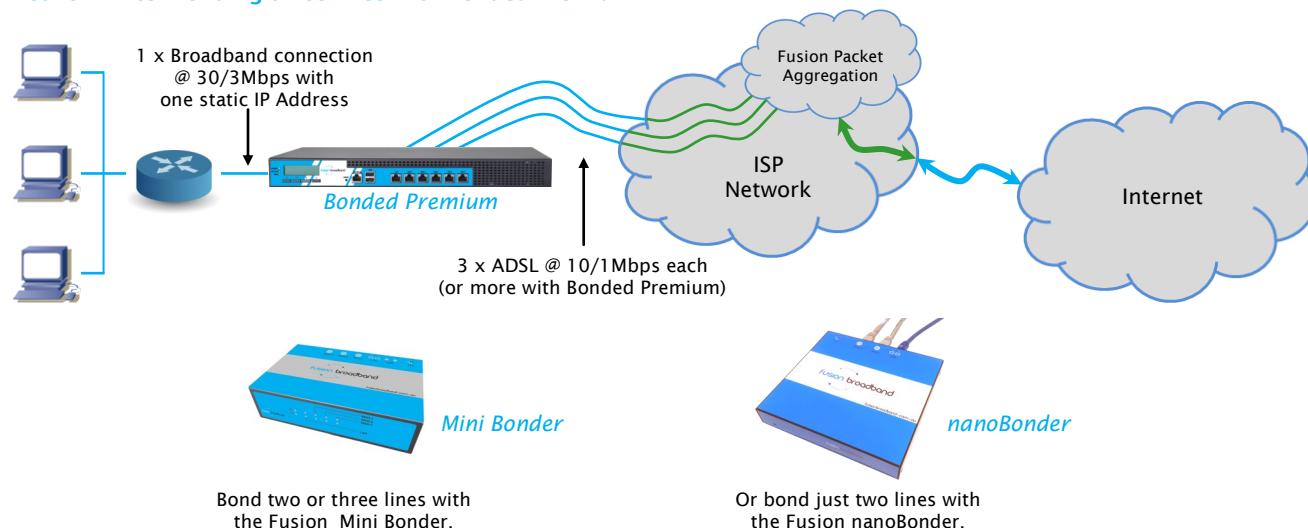 1 x Broadband connection
@ 30/3Mbps with
one static IP Address
Fusion Packet
Aggregation
ISP
Network
Internet
Bonded Premium
3 x ADSL @ 10/1Mbps each
(or more with Bonded Premium)
fusion broadband
Mini Bonder
fusion broadband
nanoBonder
Bond two or three lines with
the Fusion Mini Bonder.
Or bond just two lines with
the Fusion nanoBonder.